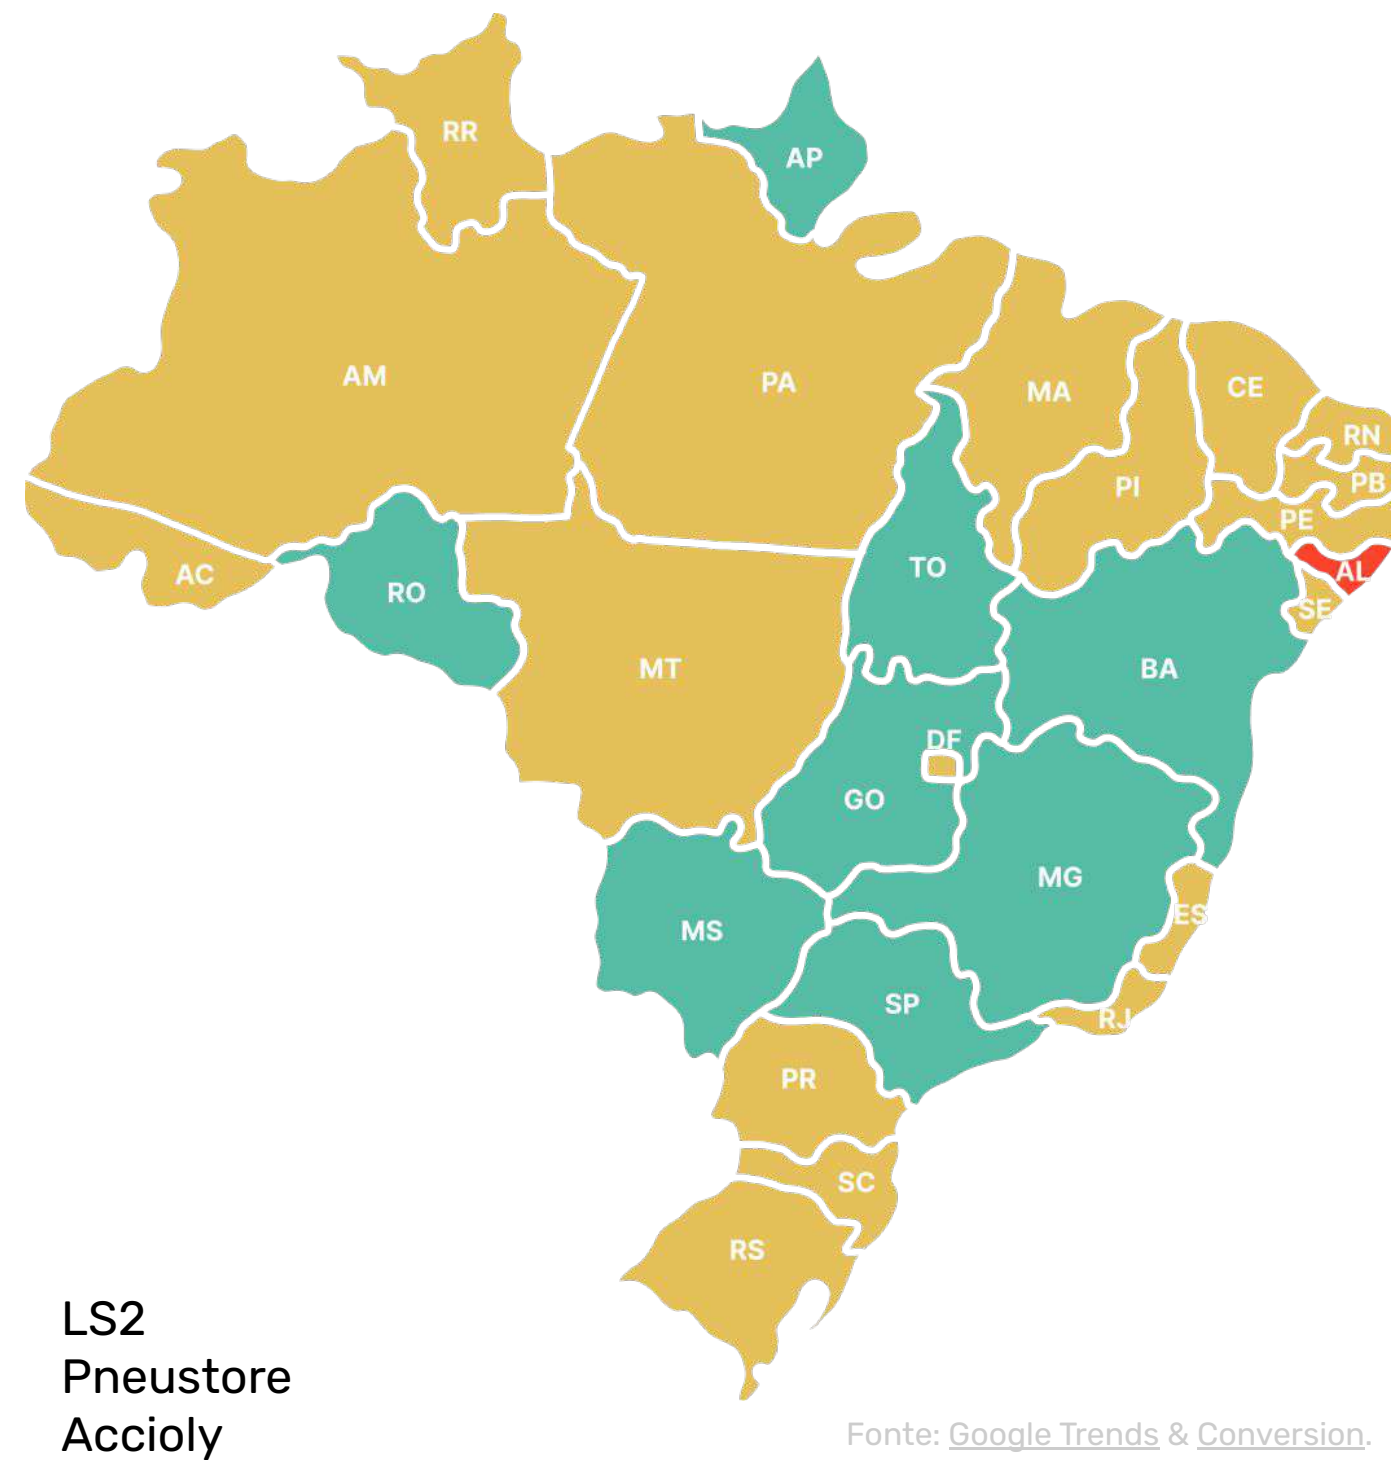 RR
AP
AM
PA
MA
CE
RN
PB
PI
PE
AL
SE
AC
RO
TO
MT
BA
DF
GO
MG
ES
MS
SP
RJ
PR
SC
RS
LS2
Pneustore
Accioly
Fonte: Google Trends & Conversion.